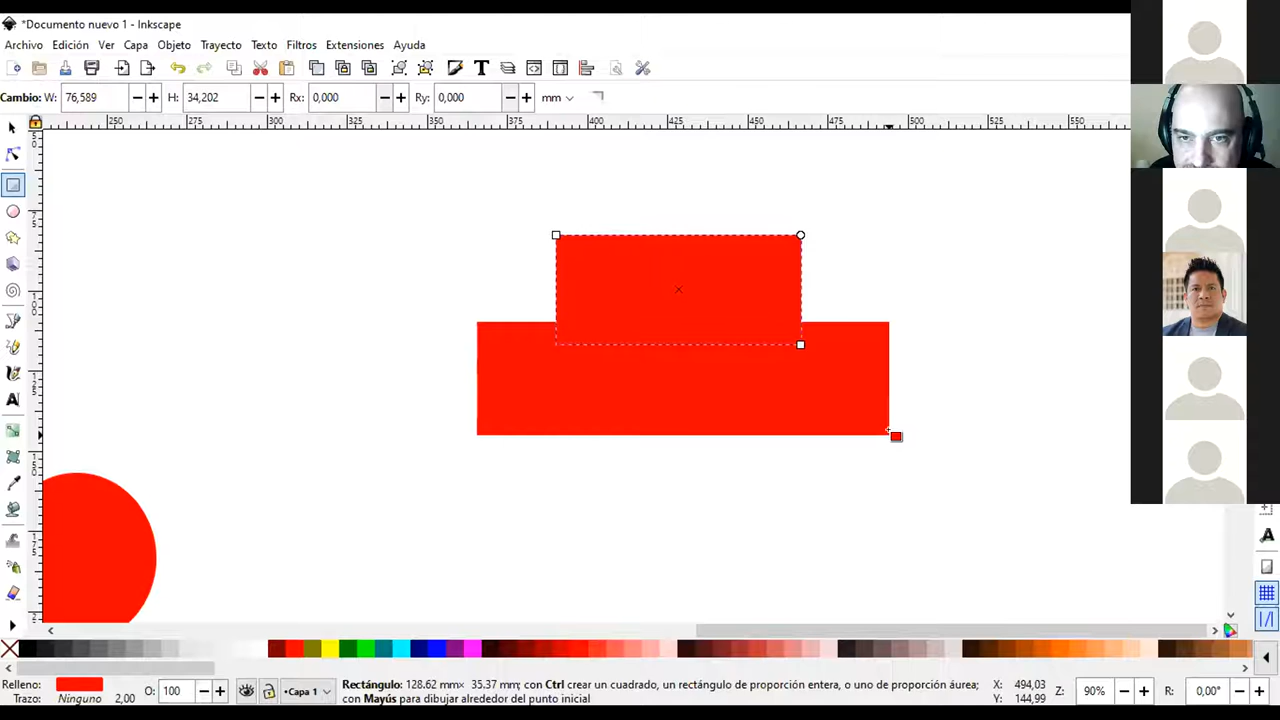 *Documento nuevo 1 - Inkscape
Archivo Edición Ver Capa Objeto Trayecto Texto Filtros Extensiones Ayuda
Cambio: W: 76,589 H: 34,202 Rx: 0,000 Ry: 0,000 mm
250 275 300 325 350 375 400 425 450 475 500 525 550
Relleno: O: 100 Capa 1 Rectángulo: 128.62 mm× 35.37 mm; con Ctrl crear un cuadrado, un rectángulo de proporción entera, o uno de proporción áurea; X: 494,03 Z: 90% R: 0,00°
Trazo: Ninguno 2,00 con Mayús para dibujar alrededor del punto inicial Y: 144,99